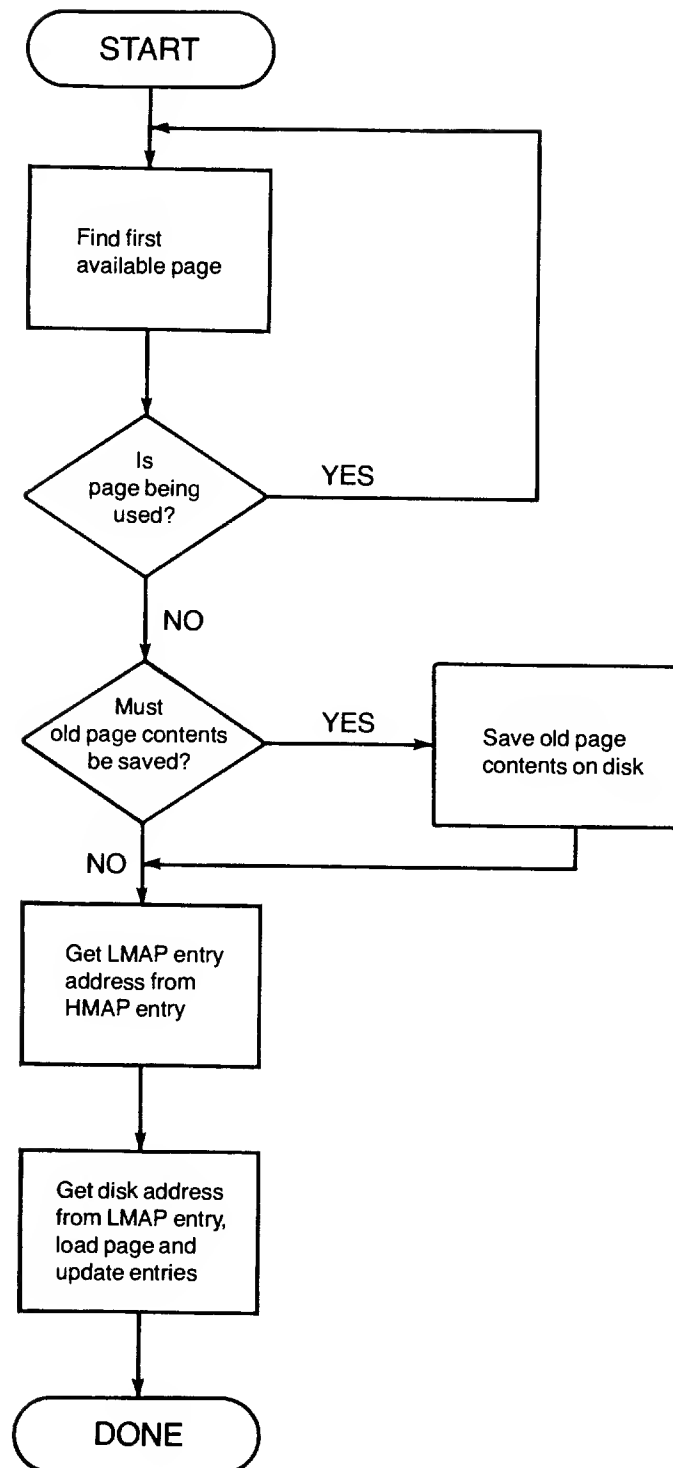 START
Find first
available page
Is
page being
used?
YES
NO
Must
old page contents
be saved?
YES
Save old page
contents on disk
NO
Get LMAP entry
address from
HMAP entry
Get disk address
from LMAP entry,
load page and
update entries
DONE